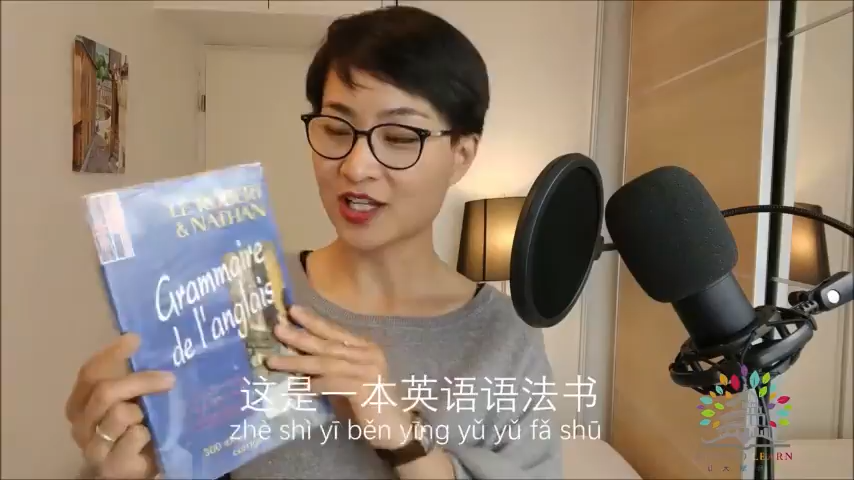 LE ROBERT
& NATHAN
Grammaire
de l'anglais
这是一本英语语法书
zhè shì yī běn yīng yǔ yǔ fǎ shū